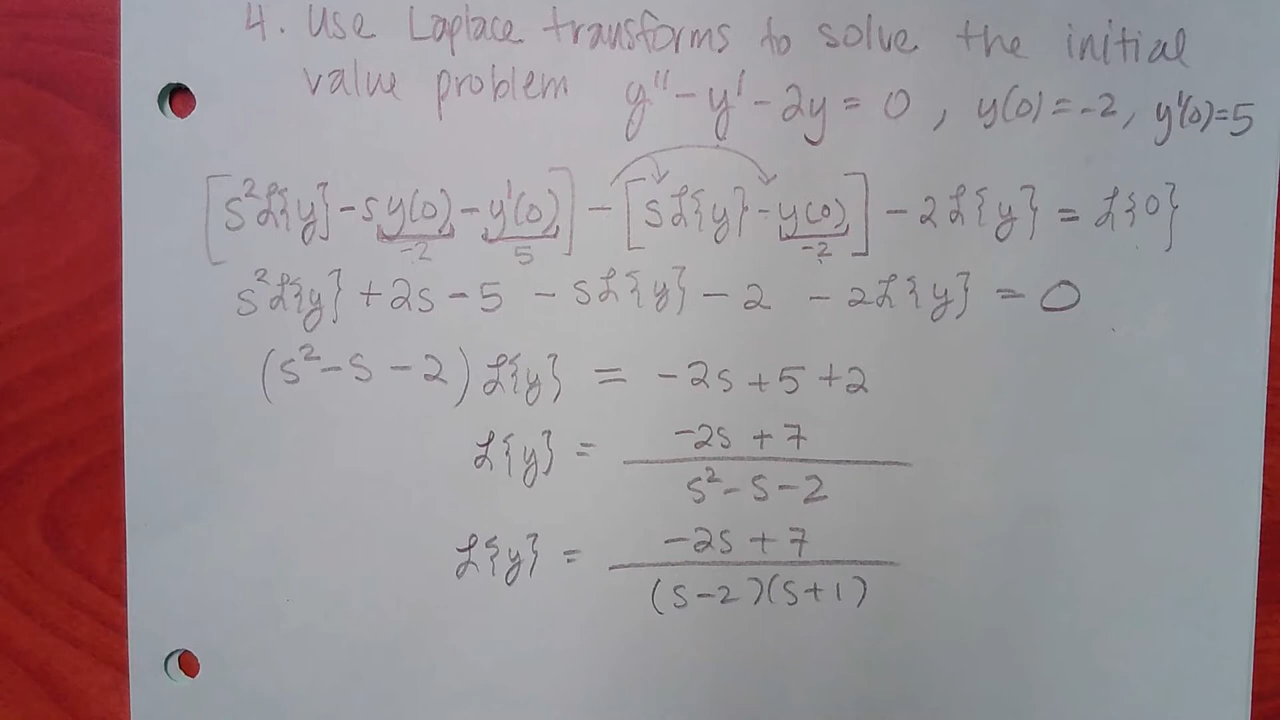 4. Use Laplace transforms to solve the initial
value problem y'' - y' - 2y = 0, y(0) = -2, y'(0)=5
[s²ℒ{y} - sy(0) - y'(0)] - [sℒ{y} - y(0)] - 2ℒ{y} = ℒ{0}
-2 5 -2
s²ℒ{y} + 2s - 5 - sℒ{y} - 2 - 2ℒ{y} = 0
(s² - s - 2) ℒ{y} = -2s + 5 + 2
ℒ{y} = -2s + 7
s² - s - 2
ℒ{y} = -2s + 7
(s-2)(s+1)